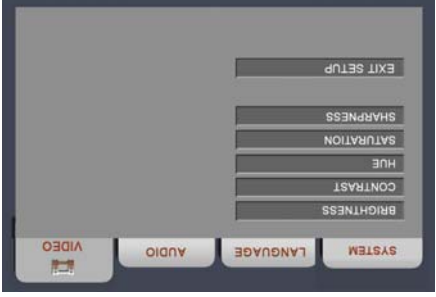 SYSTEM LANGUAGE AUDIO VIDEO
BRIGHTNESS
CONTRAST
HUE
SATURATION
SHARPNESS
EXIT SETUP